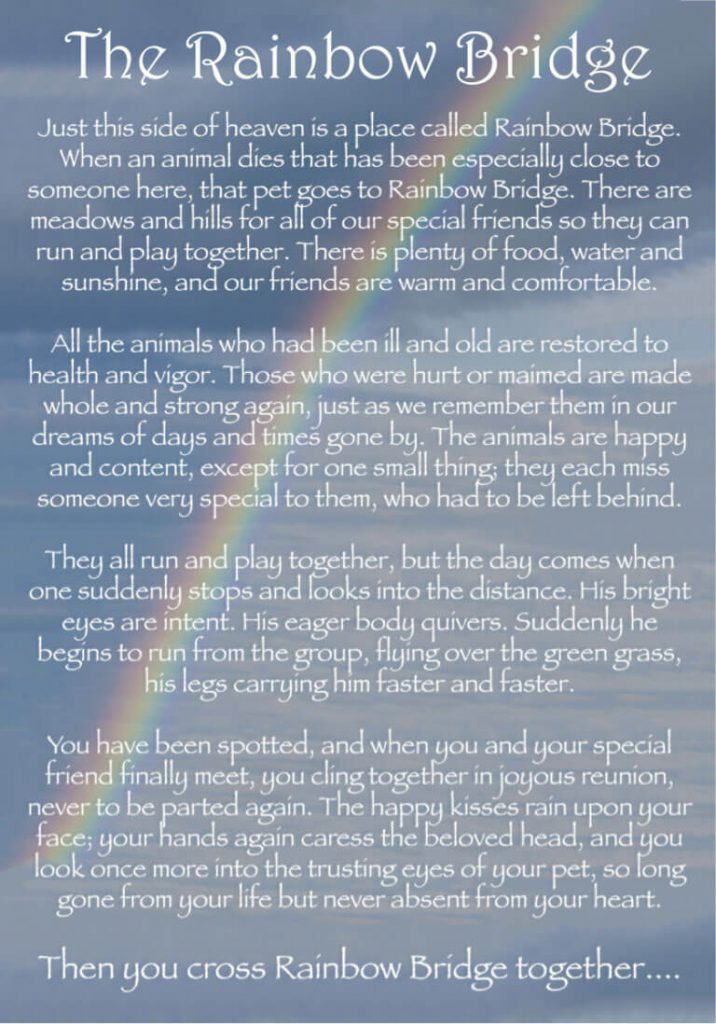 The Rainbow Bridge
Just this side of heaven is a place called Rainbow Bridge.
When an animal dies that has been especially close to
someone here, that pet goes to Rainbow Bridge. There are
meadows and hills for all of our special friends so they can
run and play together. There is plenty of food, water and
sunshine, and our friends are warm and comfortable.
All the animals who had been ill and old are restored to
health and vigor. Those who were hurt or maimed are made
whole and strong again, just as we remember them in our
dreams of days and times gone by. The animals are happy
and content, except for one small thing; they each miss
someone very special to them, who had to be left behind.
They all run and play together, but the day comes when
one suddenly stops and looks into the distance. His bright
eyes are intent. His eager body quivers. Suddenly he
begins to run from the group, flying over the green grass,
his legs carrying him faster and faster.
You have been spotted, and when you and your special
friend finally meet, you cling together in joyous reunion,
never to be parted again. The happy kisses rain upon your
face; your hands again caress the beloved head, and you
look once more into the trusting eyes of your pet, so long
gone from your life but never absent from your heart.
Then you cross Rainbow Bridge together....